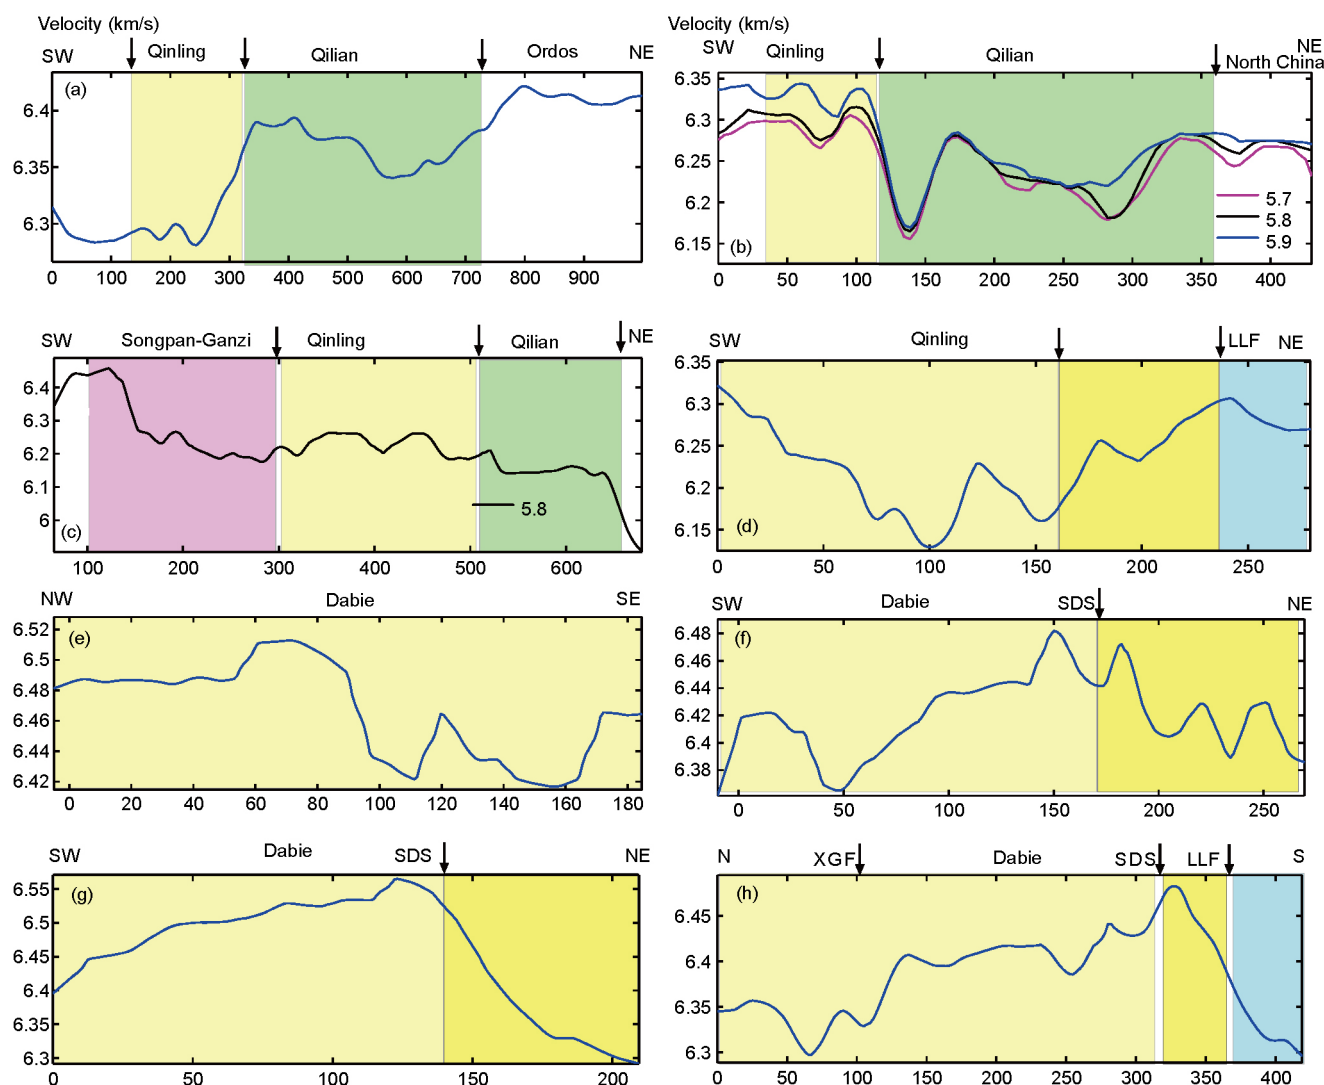 Velocity (km/s)
SW Qinling Qilian Ordos NE
(a)
6.4
6.35
6.3
0 100 200 300 400 500 600 700 800 900
Velocity (km/s)
SW Qinling Qilian NE
North China
6.35
6.3
6.25
6.2
6.15
5.7
5.8
5.9
(b)
0 50 100 150 200 250 300 350 400
SW Songpan-Ganzi Qinling Qilian NE
6.4
6.3
6.2
6.1
6
5.8
(c)
100 200 300 400 500 600
SW Qinling LLF NE
6.35
6.3
6.25
6.2
6.15
(d)
0 50 100 150 200 250
NW Dabie SE
(e)
6.52
6.5
6.48
6.46
6.44
6.42
0 20 40 60 80 100 120 140 160 180
SW Dabie SDS NE
(f)
6.48
6.46
6.44
6.42
6.4
6.38
0 50 100 150 200 250
SW Dabie SDS NE
(g)
6.55
6.5
6.45
6.4
6.35
6.3
0 50 100 150 200
N XGF Dabie SDS LLF S
(h)
6.45
6.4
6.35
6.3
0 50 100 150 200 250 300 350 400